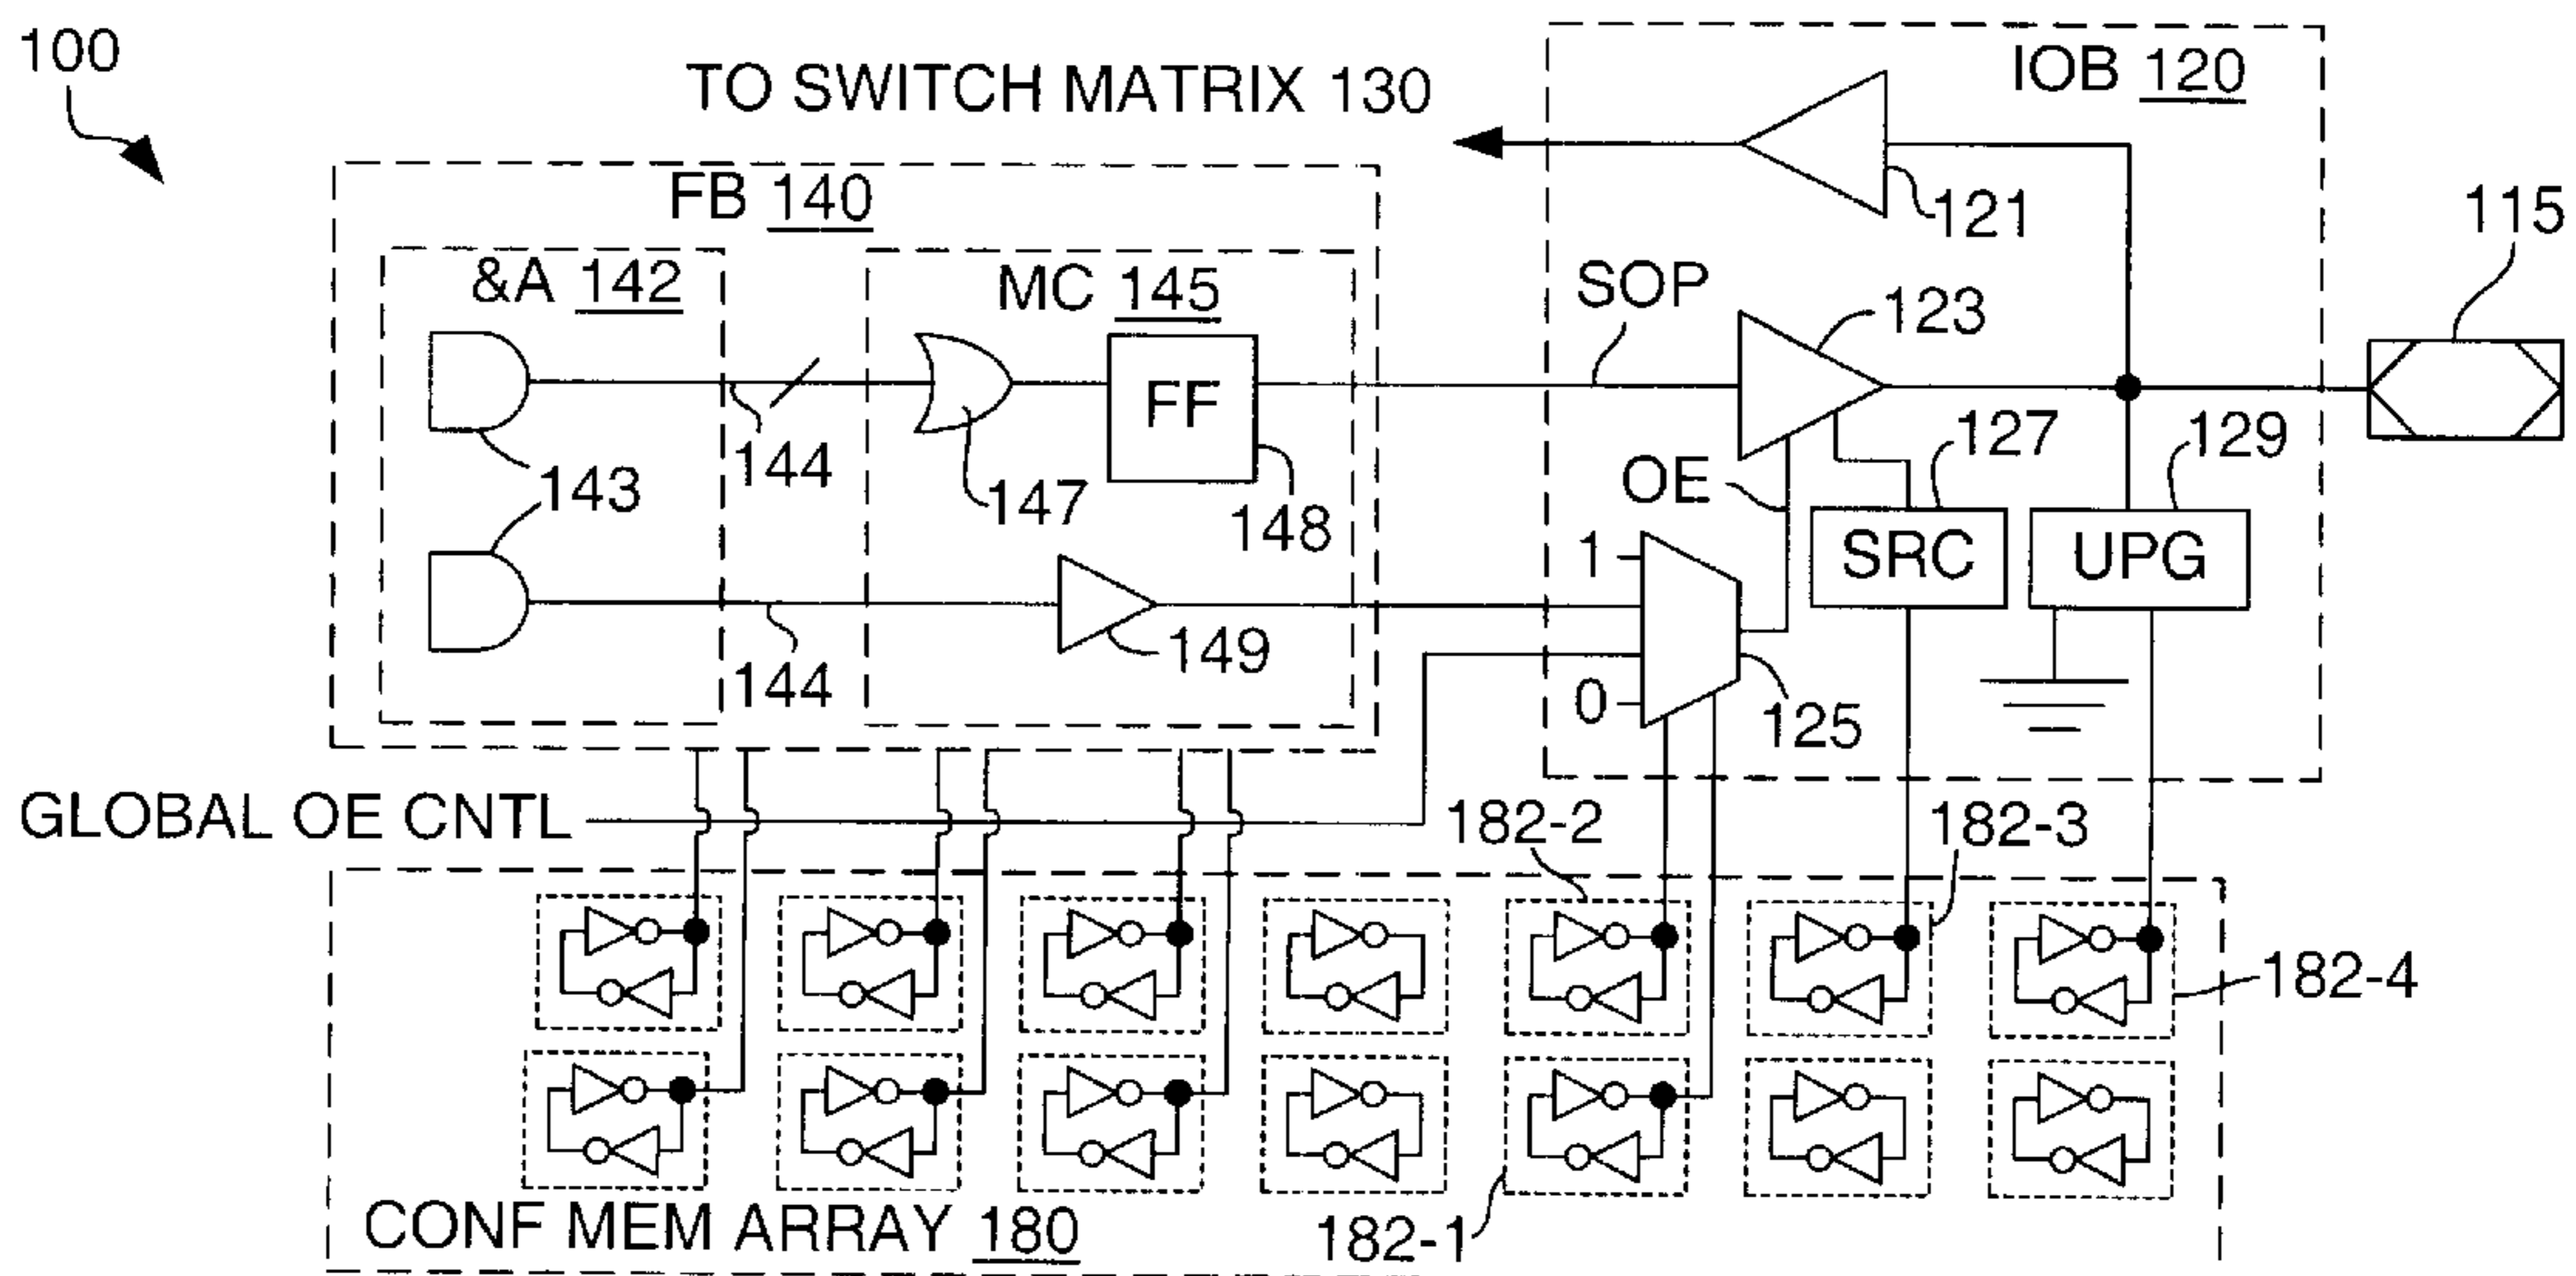 100
TO SWITCH MATRIX 130
IOB 120
121
115
FB 140
&A 142
MC 145
SOP
123
FF
144
143
147
148
OE
127
129
SRC
UPG
1
149
144
0
125
GLOBAL OE CNTL
182-2
182-3
182-4
182-1
CONF MEM ARRAY 180